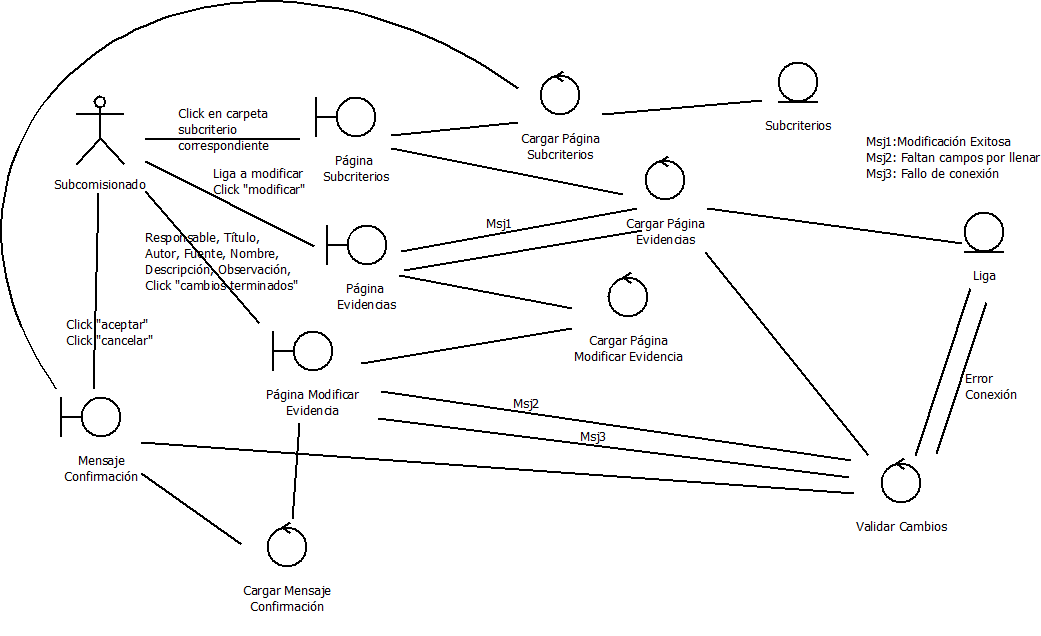 Click en carpeta
subcriterio
correspondiente
Subcomisionado
Página
Subcriterios
Cargar Página
Subcriterios
Subcriterios
Msj1:Modificación Exitosa
Msj2: Faltan campos por llenar
Msj3: Fallo de conexión
Liga a modificar
Click "modificar"
Msj1
Cargar Página
Evidencias
Responsable, Título,
Autor, Fuente, Nombre,
Descripción, Observación,
Click "cambios terminados"
Página
Evidencias
Liga
Cargar Página
Modificar Evidencia
Click "aceptar"
Click "cancelar"
Página Modificar
Evidencia
Msj2
Msj3
Error
Conexión
Mensaje
Confirmación
Validar Cambios
Cargar Mensaje
Confirmación